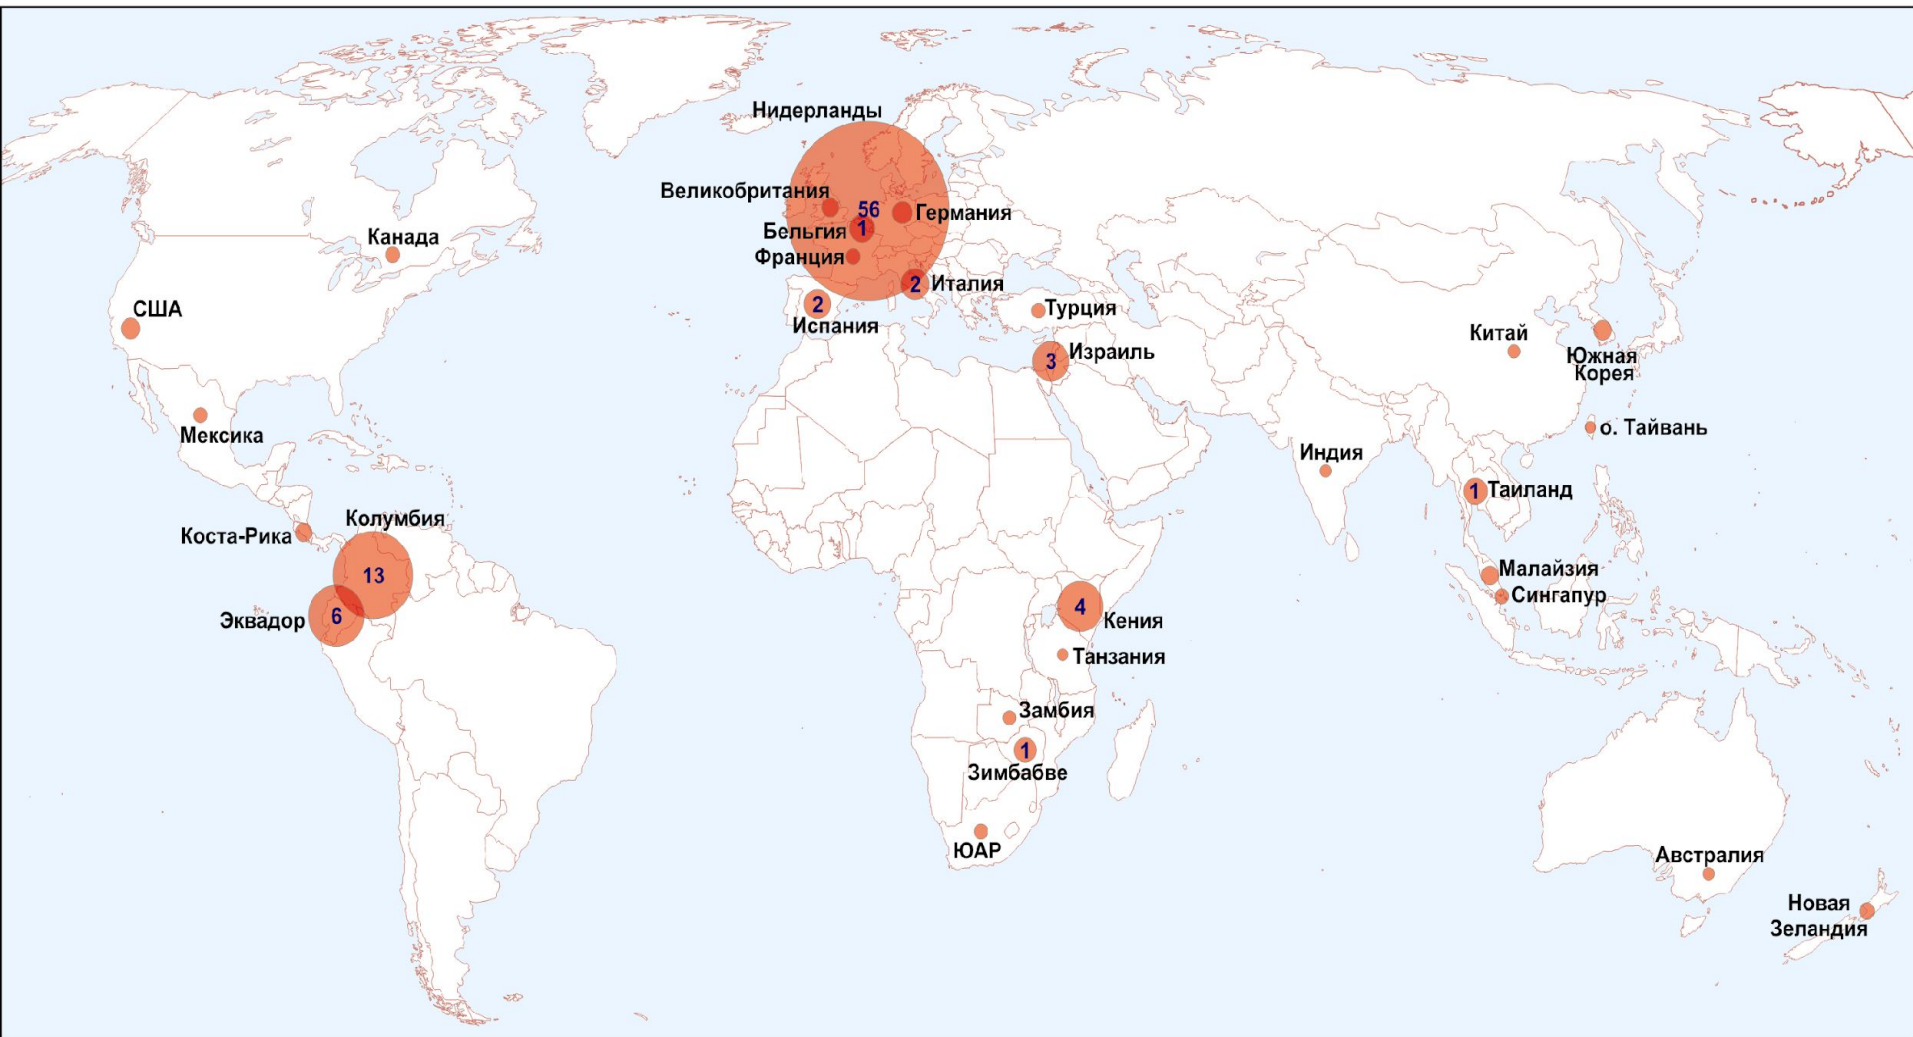 Нидерланды
Великобритания
56
Германия
Бельгия
1
Франция
Канада
2
Италия
США
2
Испания
Турция
Китай
Южная
Корея
3
Израиль
Мексика
о. Тайвань
Индия
1
Таиланд
Колумбия
Коста-Рика
13
Малайзия
Сингапур
6
Эквадор
4
Кения
Танзания
Замбия
1
Зимбабве
ЮАР
Австралия
Новая
Зеландия